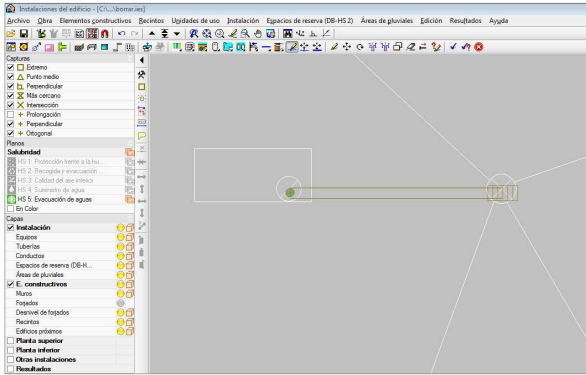 Instalaciones del edificio - [C:\...\borrar.ies]
Archivo Obra Elementos constructivos Recintos Unidades de uso Instalación Espacios de reserva (DB-HS 2) Áreas de pluviales Edición Resultados Ayuda
Capturas
Extremo
Punto medio
Perpendicular
Más cercano
Intersección
Prolongación
Perpendicular
Ortogonal
Planos
Salubridad
HS 1: Protección frente a la hu...
HS 2: Recogida y evacuación ...
HS 3: Calidad del aire interior
HS 4: Suministro de agua
HS 5: Evacuación de aguas
En Color
Capas
Instalación
Equipos
Tuberías
Conductos
Espacios de reserva (DB-H...
Áreas de pluviales
E. constructivos
Muros
Forjados
Desnivel de forjados
Recintos
Edificios próximos
Planta superior
Planta inferior
Otras instalaciones
Resultados